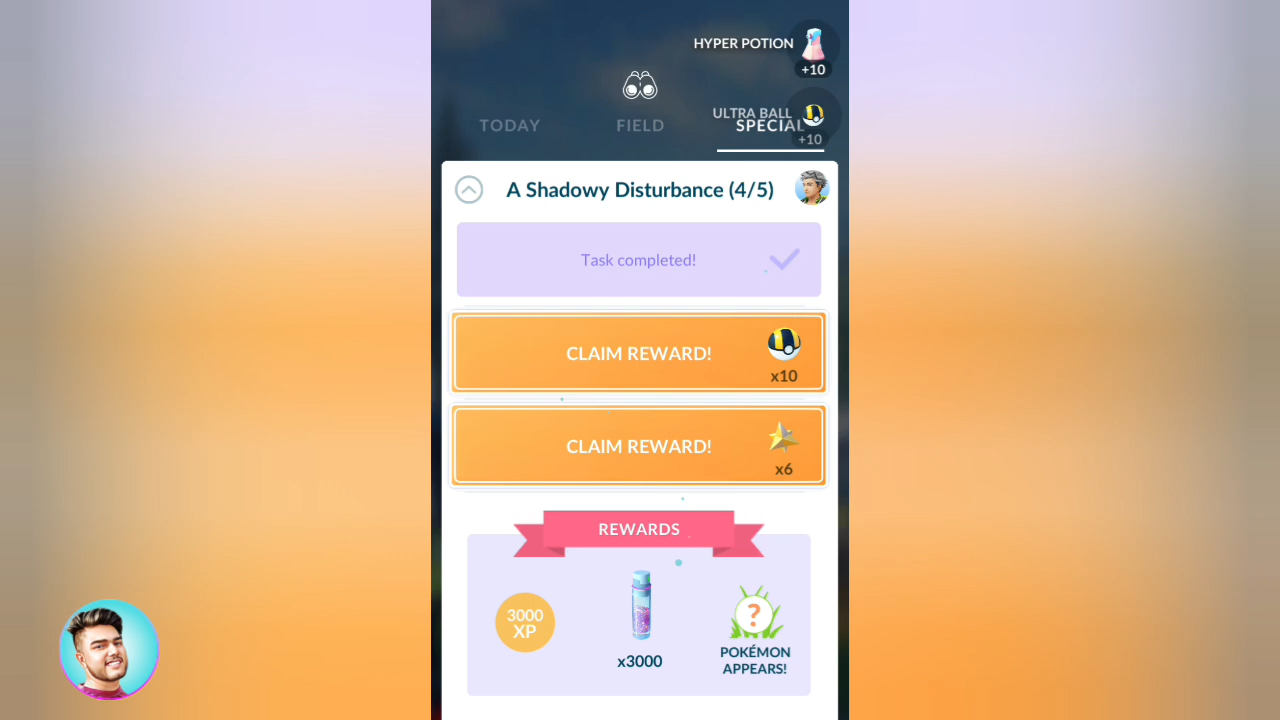 HYPER POTION
+10
ULTRA BALL
+10
TODAY
FIELD
SPECIAL
A Shadowy Disturbance (4/5)
Task completed!
CLAIM REWARD!
x10
CLAIM REWARD!
x6
REWARDS
3000
XP
x3000
?
POKÉMON
APPEARS!